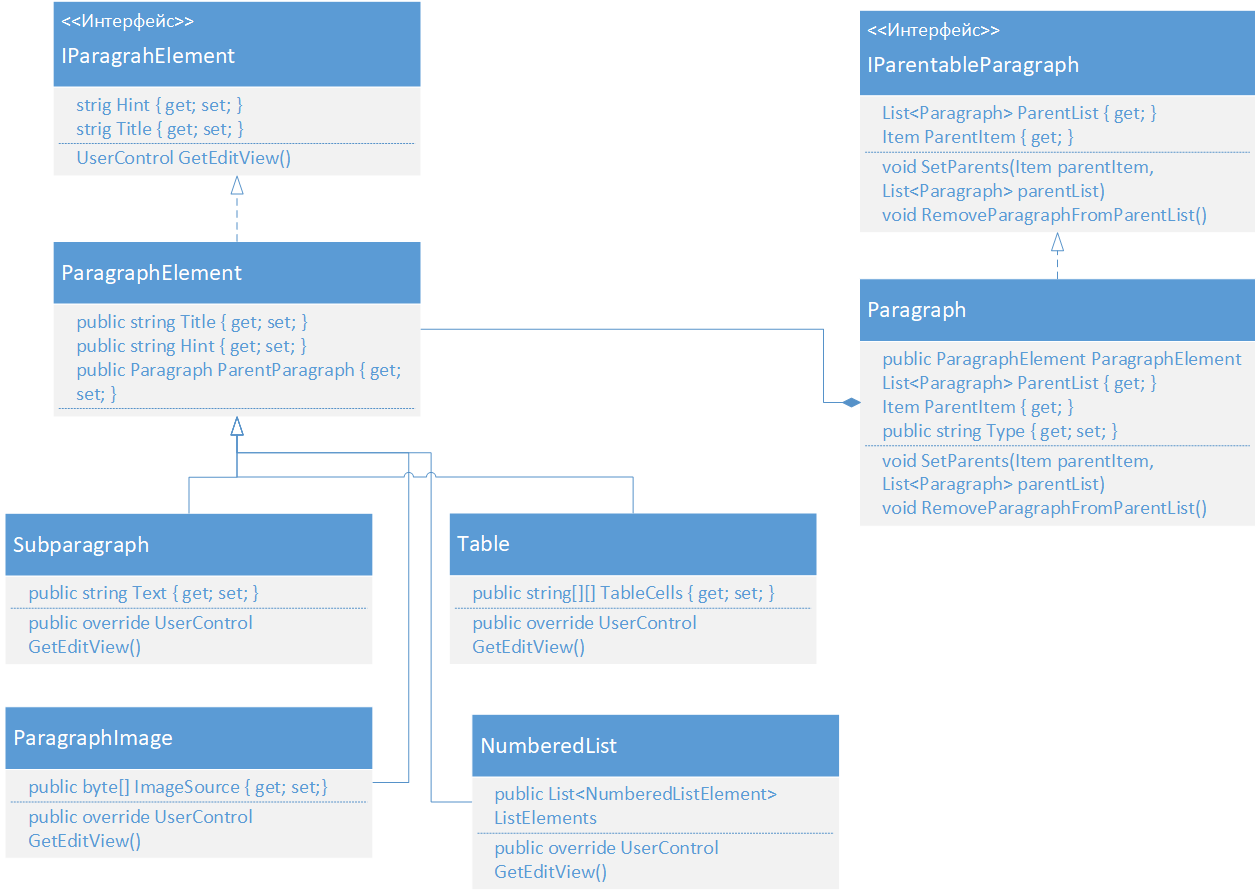 <<Интерфейс>>
IParagrahElement
strig Hint { get; set; }
strig Title { get; set; }
UserControl GetEditView()
<<Интерфейс>>
IParentableParagraph
List<Paragraph> ParentList { get; }
Item ParentItem { get; }
void SetParents(Item parentItem,
List<Paragraph> parentList)
void RemoveParagraphFromParentList()
ParagraphElement
public string Title { get; set; }
public string Hint { get; set; }
public Paragraph ParentParagraph { get;
set; }
Paragraph
public ParagraphElement ParagraphElement
List<Paragraph> ParentList { get; }
Item ParentItem { get; }
public string Type { get; set; }
void SetParents(Item parentItem,
List<Paragraph> parentList)
void RemoveParagraphFromParentList()
Subparagraph
public string Text { get; set; }
public override UserControl
GetEditView()
Table
public string[][] TableCells { get; set; }
public override UserControl
GetEditView()
ParagraphImage
public byte[] ImageSource { get; set;}
public override UserControl
GetEditView()
NumberedList
public List<NumberedListElement>
ListElements
public override UserControl
GetEditView()